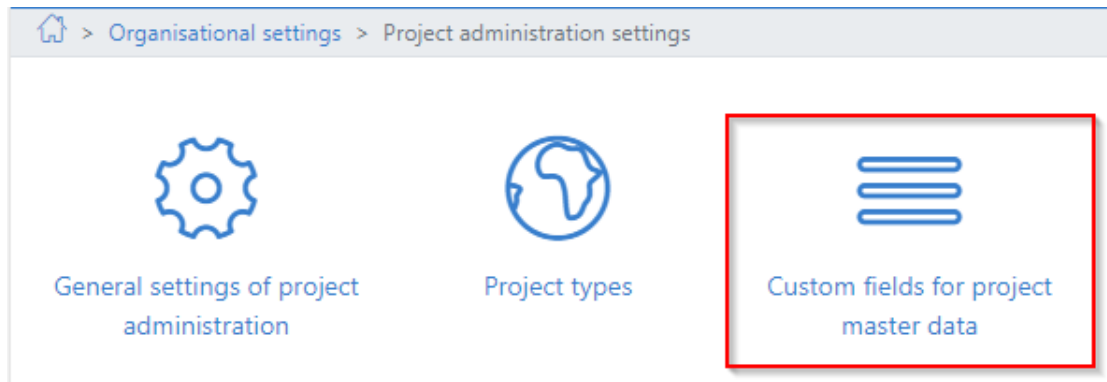 > Organisational settings > Project administration settings
General settings of project
administration
Project types
Custom fields for project
master data